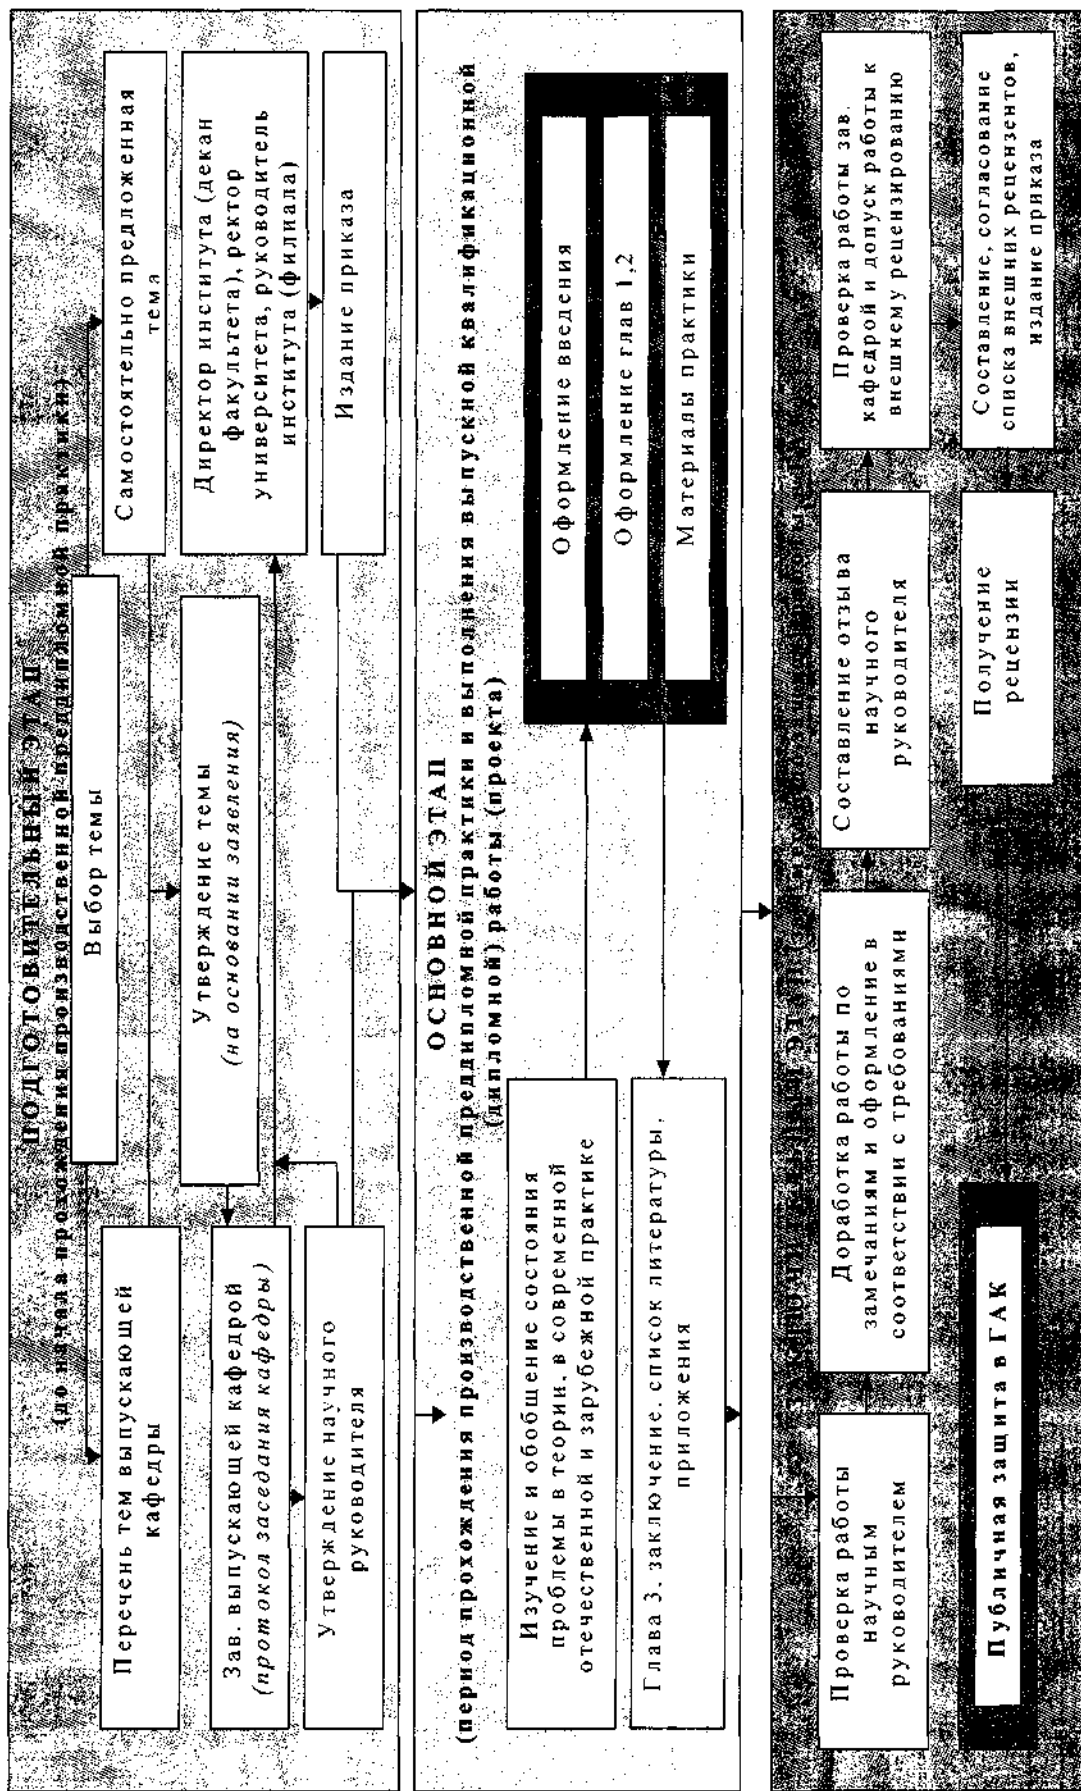 ПОДГОТОВИТЕЛЬНЫЙ ЭТАП
(до начала прохождения производственной преддипломной практики)
Выбор темы
Перечень тем выпускающей
кафедры
Самостоятельно предложенная
тема
Утверждение темы
(на основании заявления)
Зав. выпускающей кафедрой
(протокол заседания кафедры)
Директор института (декан
факультета), ректор
университета, руководитель
института (филиала)
Утверждение научного
руководителя
Издание приказа
ОСНОВНОЙ ЭТАП
(период прохождения производственной преддипломной практики и выполнения выпускной квалификационной
(дипломной) работы (проекта)
Изучение и обобщение состояния
проблемы в теории, в современной
отечественной и зарубежной практике
Оформление введения
Оформление глав 1,2
Материалы практики
Глава 3, заключение, список литературы,
приложения
Проверка работы
научным
руководителем
Доработка работы по
замечаниям и оформление в
соответствии с требованиями
Составление отзыва
научного
руководителя
Проверка работы зав.
кафедрой и допуск работы к
внешнему рецензированию
Составление, согласование
списка внешних рецензентов,
издание приказа
Получение
рецензии
Публичная защита в ГАК